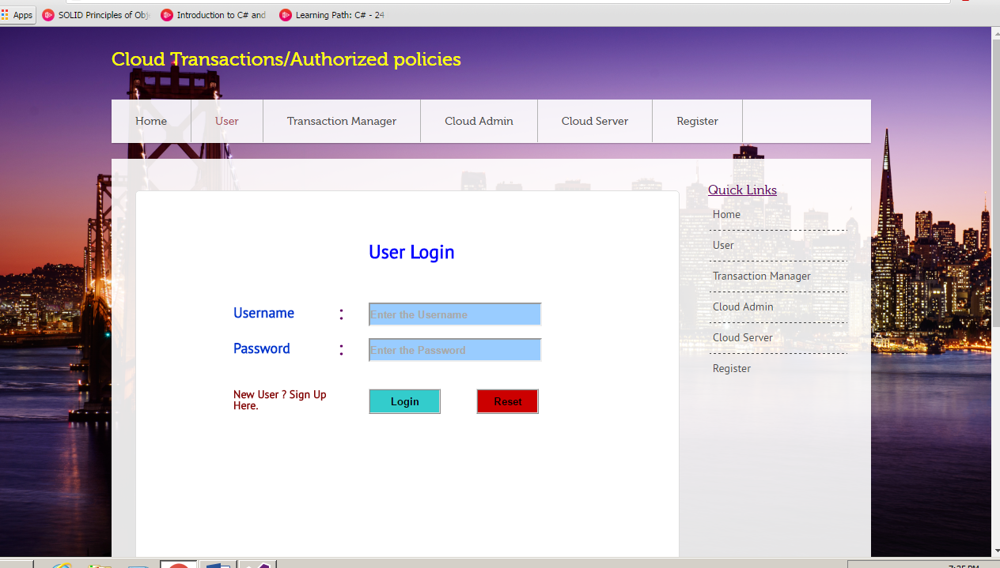 Apps SOLID Principles of Obj Introduction to C# and Learning Path: C# - 24
Cloud Transactions/Authorized policies
Home User Transaction Manager Cloud Admin Cloud Server Register
Quick Links
Home
User
Transaction Manager
Cloud Admin
Cloud Server
Register
User Login
Username : Enter the Username
Password : Enter the Password
New User ? Sign Up
Here.
Login Reset